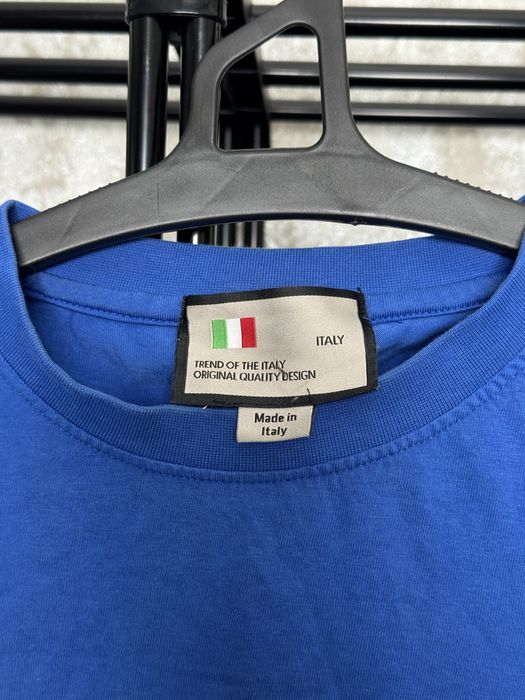 ITALY
TREND OF THE ITALY
ORIGINAL QUALITY DESIGN
Made in
Italy